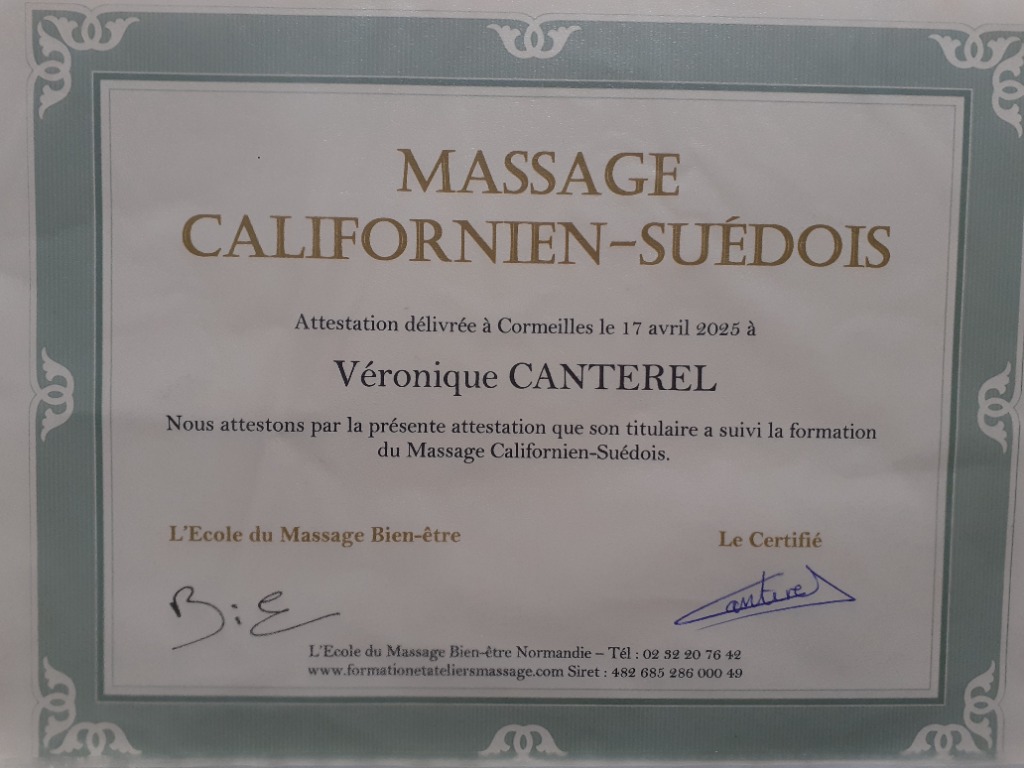 MASSAGE
CALIFORNIEN-SUÉDOIS
Attestation délivrée à Cormeilles le 17 avril 2025 à
Véronique CANTEREL
Nous attestons par la présente attestation que son titulaire a suivi la formation
du Massage Californien-Suédois.
L'Ecole du Massage Bien-être
Le Certifié
B.E
Canterel
L'Ecole du Massage Bien-être Normandie – Tél : 02 32 20 76 42
www.formationetateliersmassage.com Siret : 482 685 286 000 49